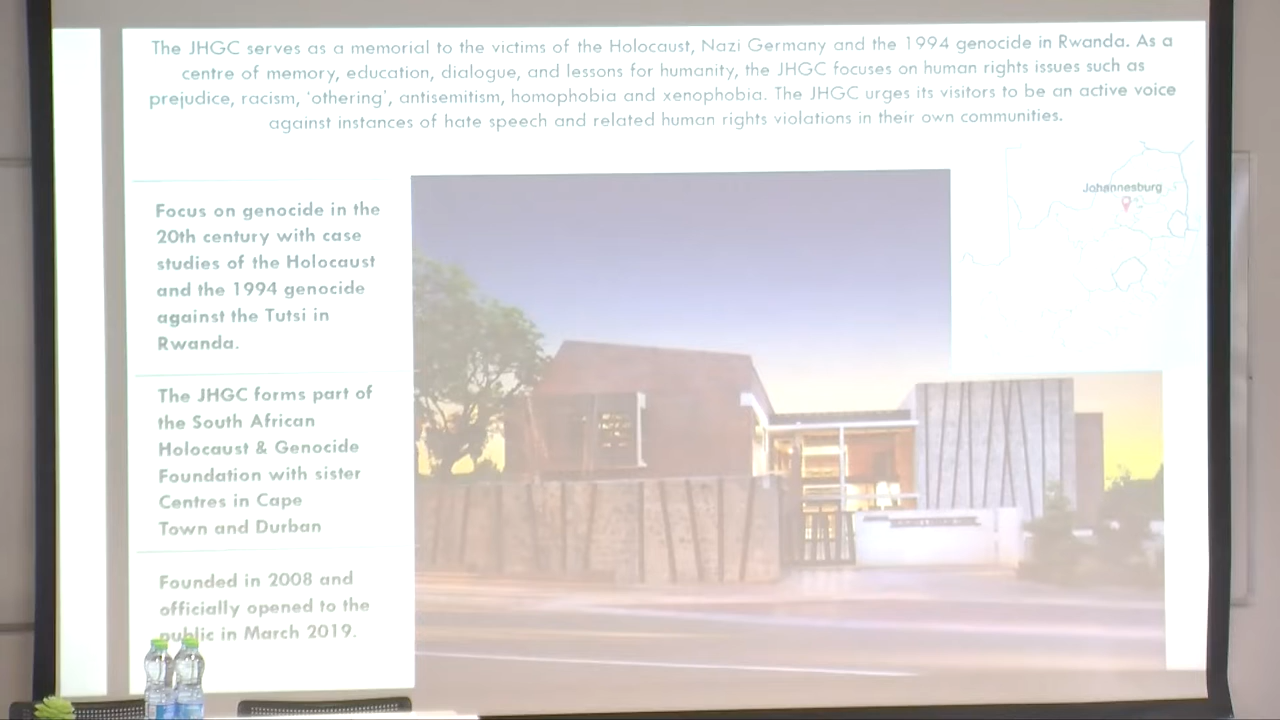 The JHGC serves as a memorial to the victims of the Holocaust, Nazi Germany and the 1994 genocide in Rwanda. As a
centre of memory, education, dialogue, and lessons for humanity, the JHGC focuses on human rights issues such as
prejudice, racism, 'othering', antisemitism, homophobia and xenophobia. The JHGC urges its visitors to be an active voice
against instances of hate speech and related human rights violations in their own communities.
Johannesburg
Focus on genocide in the
20th century with case
studies of the Holocaust
and the 1994 genocide
against the Tutsi in
Rwanda.
The JHGC forms part of
the South African
Holocaust & Genocide
Foundation with sister
Centres in Cape
Town and Durban
Founded in 2008 and
officially opened to the
public in March 2019.